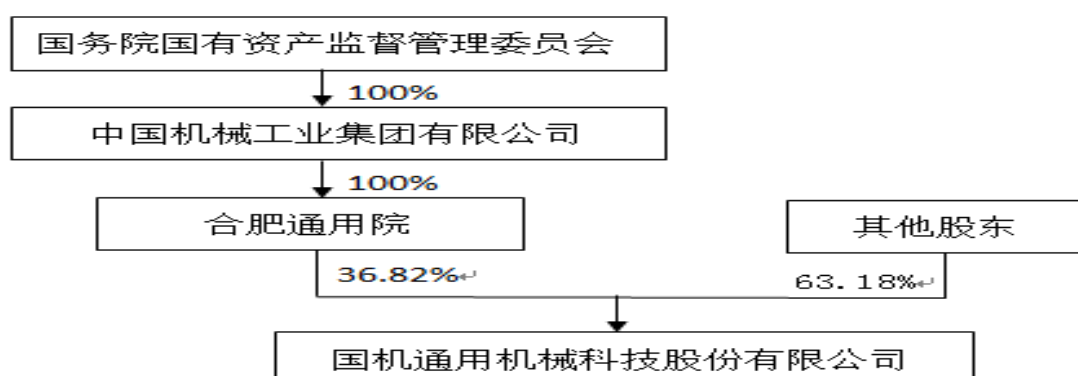 国务院国有资产监督管理委员会
100%
中国机械工业集团有限公司
100%
合肥通用院
其他股东
36.82%↵
63.18%↵
国机通用机械科技股份有限公司